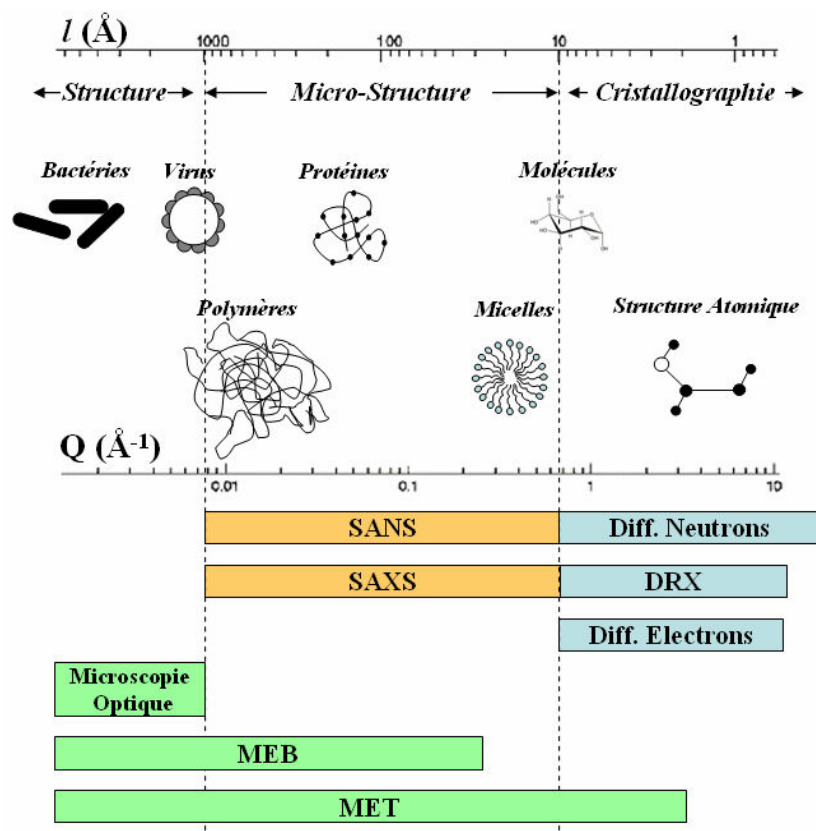 l (Å)
1000 100 10 1
Structure Micro-Structure Cristallographie
Bactéries Virus Protéines Molécules
Polymères Micelles Structure Atomique
Q (Å-1)
0.01 0.1 1 10
SANS Diff. Neutrons
SAXS DRX
Diff. Electrons
Microscopie
Optique
MEB
MET